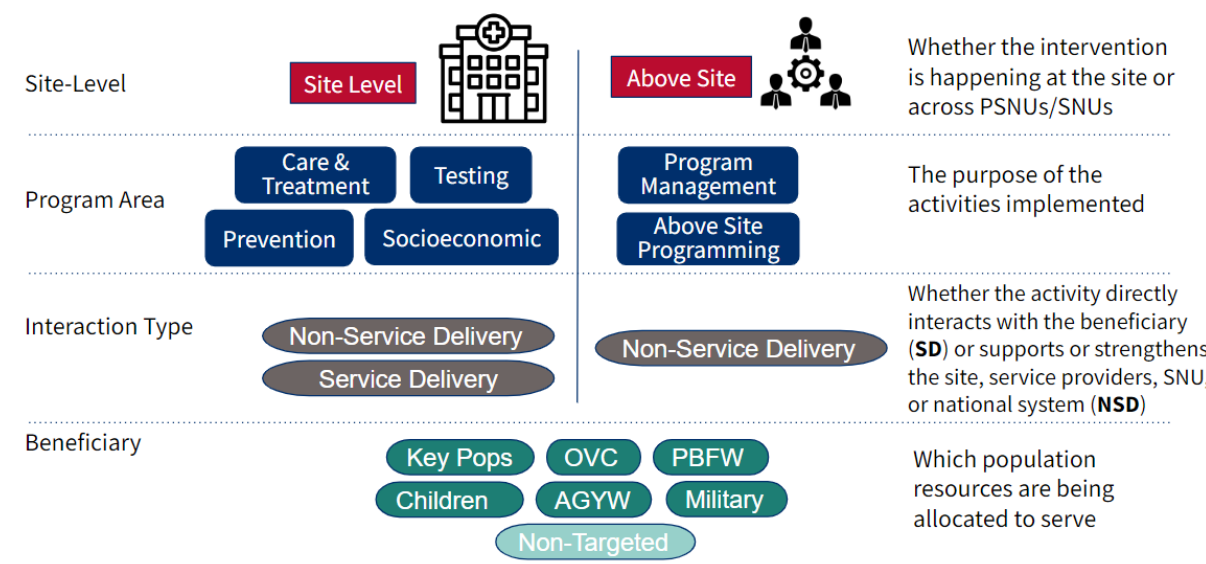 Site-Level
Site Level
Above Site
Whether the intervention
is happening at the site or
across PSNUs/SNUs
Program Area
Care &
Treatment
Testing
Prevention
Socioeconomic
Program
Management
Above Site
Programming
The purpose of the
activities implemented
Interaction Type
Non-Service Delivery
Service Delivery
Non-Service Delivery
Whether the activity directly
interacts with the beneficiary
(SD) or supports or strengthens
the site, service providers, SNU,
or national system (NSD)
Beneficiary
Key Pops
OVC
PBFW
Children
AGYW
Military
Non-Targeted
Which population
resources are being
allocated to serve